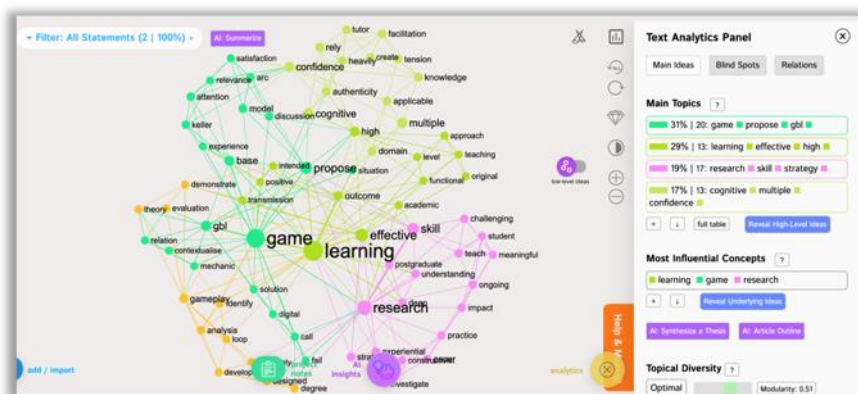 Filter: All Statements (2 | 100%)
AI: Summarize
tutor
facilitation
rely
create
tension
satisfaction
confidence
heavily
knowledge
relevance
arc
authenticity
applicable
attention
model
cognitive
multiple
keller
discussion
high
approach
experience
domain
base
intended
propose
situation
level
teaching
demonstrate
positive
functional
original
transmission
outcome
low-level ideas
theory
evaluation
academic
gbl
effective
skill
challenging
game
relation
learning
student
contextualise
teach
meaningful
mechanic
postgraduate
understanding
solution
ongoing
gameplay
identify
research
deep
digital
impact
analysis
call
practice
loop
fail
experiential
add / import
project notes
AI insights
constructive
analytics
designed
investigate
degree
Text Analytics Panel
Main Ideas
Blind Spots
Relations
Main Topics ?
31% | 20: game propose gbl
29% | 13: learning effective high
19% | 17: research skill strategy
17% | 13: cognitive multiple
confidence
+ ↓ full table Reveal High-Level Ideas
Most Influential Concepts ?
learning game research
+ ↓ Reveal Underlying Ideas
AI: Synthesize a Thesis AI: Article Outline
Topical Diversity ?
Optimal Modularity: 0.51